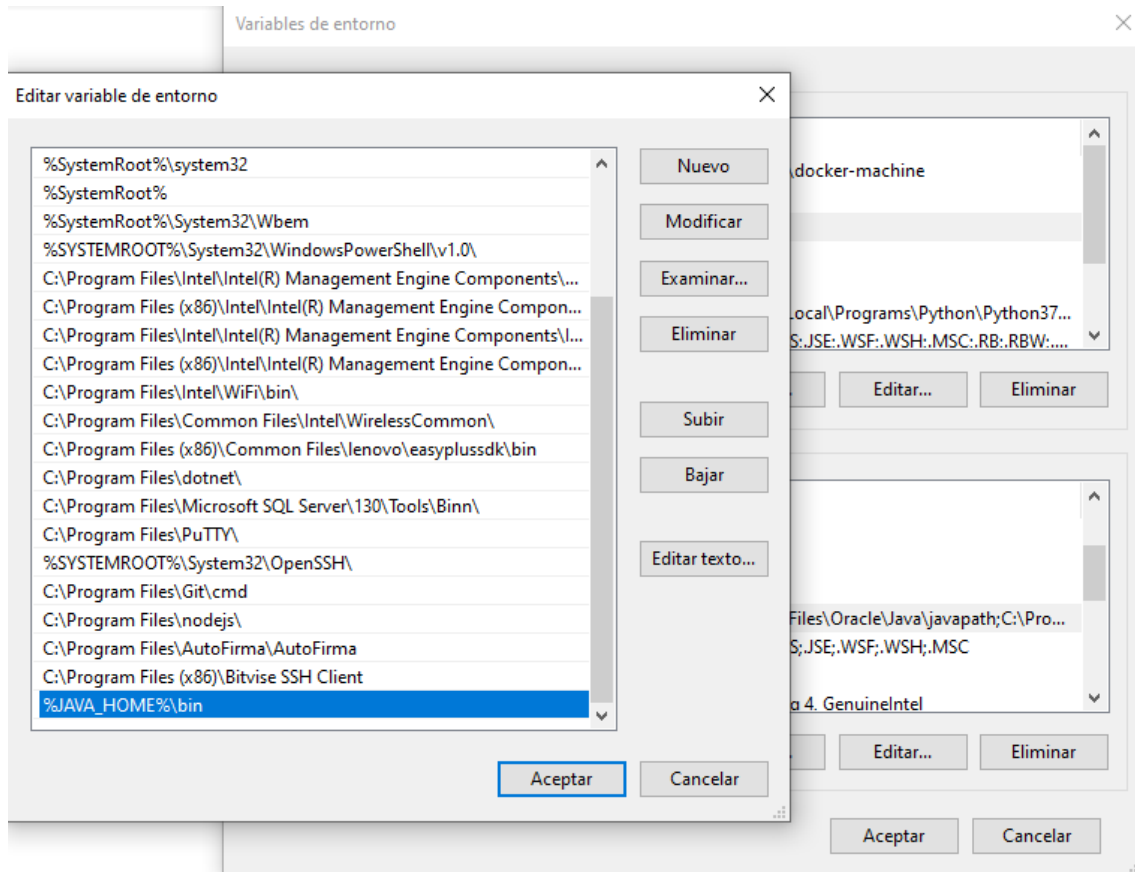 Variables de entorno
Editar variable de entorno
%SystemRoot%\system32
%SystemRoot%
%SystemRoot%\System32\Wbem
%SYSTEMROOT%\System32\WindowsPowerShell\v1.0\
C:\Program Files\Intel\Intel(R) Management Engine Components\...
C:\Program Files (x86)\Intel\Intel(R) Management Engine Compon...
C:\Program Files\Intel\Intel(R) Management Engine Components\I...
C:\Program Files (x86)\Intel\Intel(R) Management Engine Compon...
C:\Program Files\Intel\WiFi\bin\
C:\Program Files\Common Files\Intel\WirelessCommon\
C:\Program Files (x86)\Common Files\lenovo\easyplussdk\bin
C:\Program Files\dotnet\
C:\Program Files\Microsoft SQL Server\130\Tools\Binn\
C:\Program Files\PuTTY\
%SYSTEMROOT%\System32\OpenSSH\
C:\Program Files\Git\cmd
C:\Program Files\nodejs\
C:\Program Files\AutoFirma\AutoFirma
C:\Program Files (x86)\Bitvise SSH Client
%JAVA_HOME%\bin
Nuevo
Modificar
Examinar...
Eliminar
Subir
Bajar
Editar texto...
Aceptar Cancelar
\docker-machine
Local\Programs\Python\Python37...
S;.JSE;.WSF;.WSH;.MSC;.RB;.RBW;....
Editar... Eliminar
Files\Oracle\Java\javapath;C:\Pro...
S;.JSE;.WSF;.WSH;.MSC
a 4, GenuineIntel
Editar... Eliminar
Aceptar Cancelar